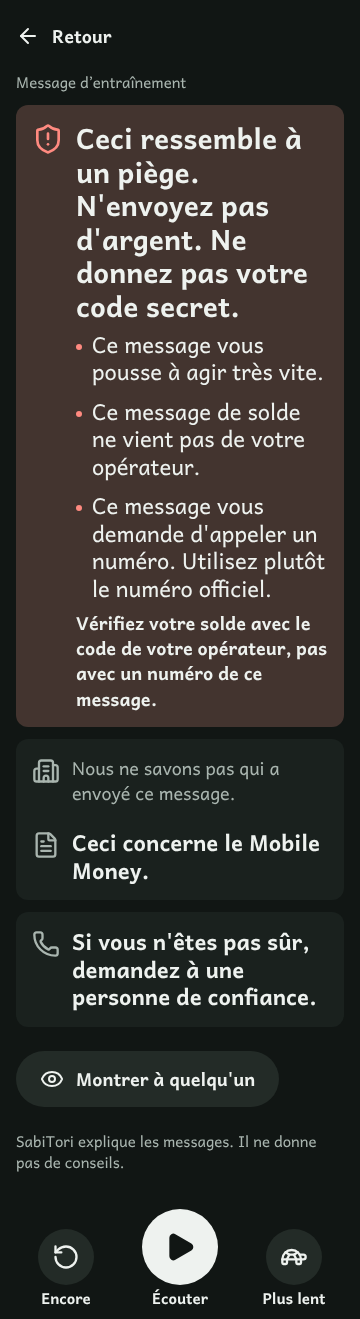 Retour
Message d’entraînement
Ceci ressemble à
un piège.
N'envoyez pas
d'argent. Ne
donnez pas votre
code secret.
Ce message vous
pousse à agir très vite.
Ce message de solde
ne vient pas de votre
opérateur.
Ce message vous
demande d'appeler un
numéro. Utilisez plutôt
le numéro officiel.
Vérifiez votre solde avec le
code de votre opérateur, pas
avec un numéro de ce
message.
Nous ne savons pas qui a
envoyé ce message.
Ceci concerne le Mobile
Money.
Si vous n'êtes pas sûr,
demandez à une
personne de confiance.
Montrer à quelqu'un
SabiTori explique les messages. Il ne donne
pas de conseils.
Encore
Écouter
Plus lent